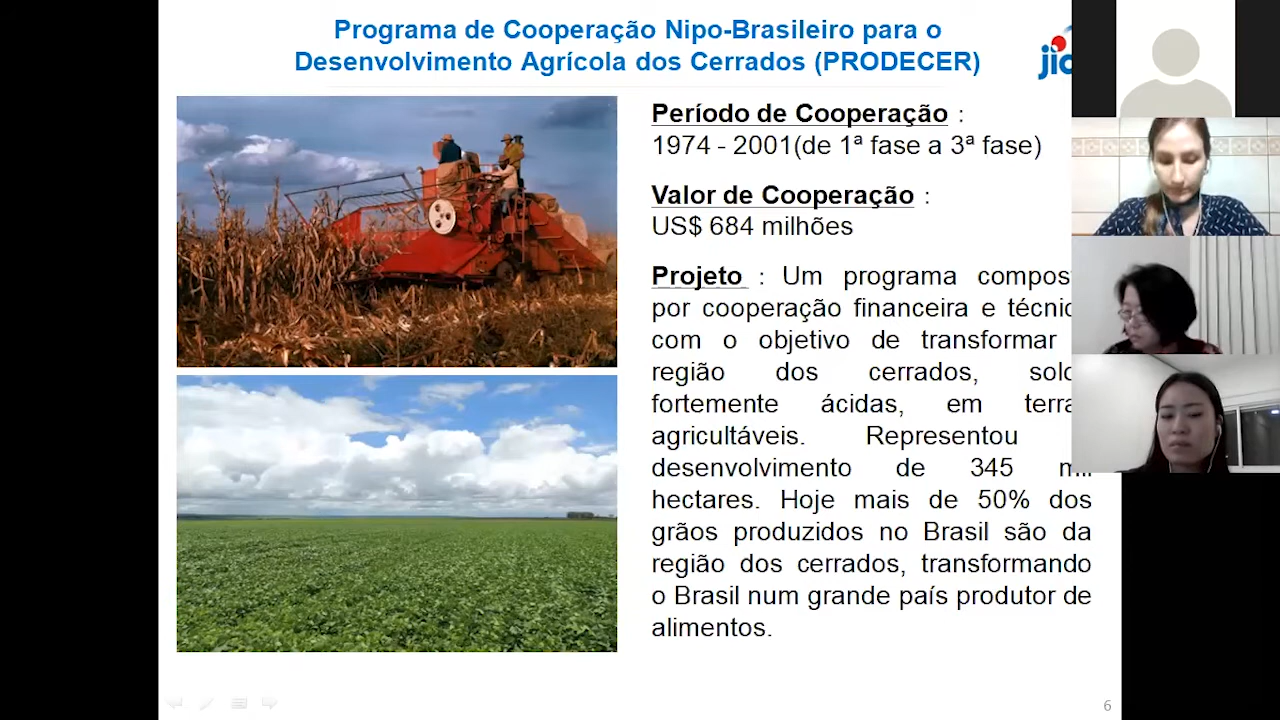 Programa de Cooperação Nipo-Brasileiro para o
Desenvolvimento Agrícola dos Cerrados (PRODECER)
Período de Cooperação :
1974 - 2001(de 1ª fase a 3ª fase)
Valor de Cooperação :
US$ 684 milhões
Projeto : Um programa
por cooperação financeira e
com o objetivo de transformar
região dos cerrados,
fortemente ácidas, em
agricultáveis. Representou
desenvolvimento de 345
hectares. Hoje mais de 50% dos
grãos produzidos no Brasil são da
região dos cerrados, transformando
o Brasil num grande país produtor de
alimentos.
6